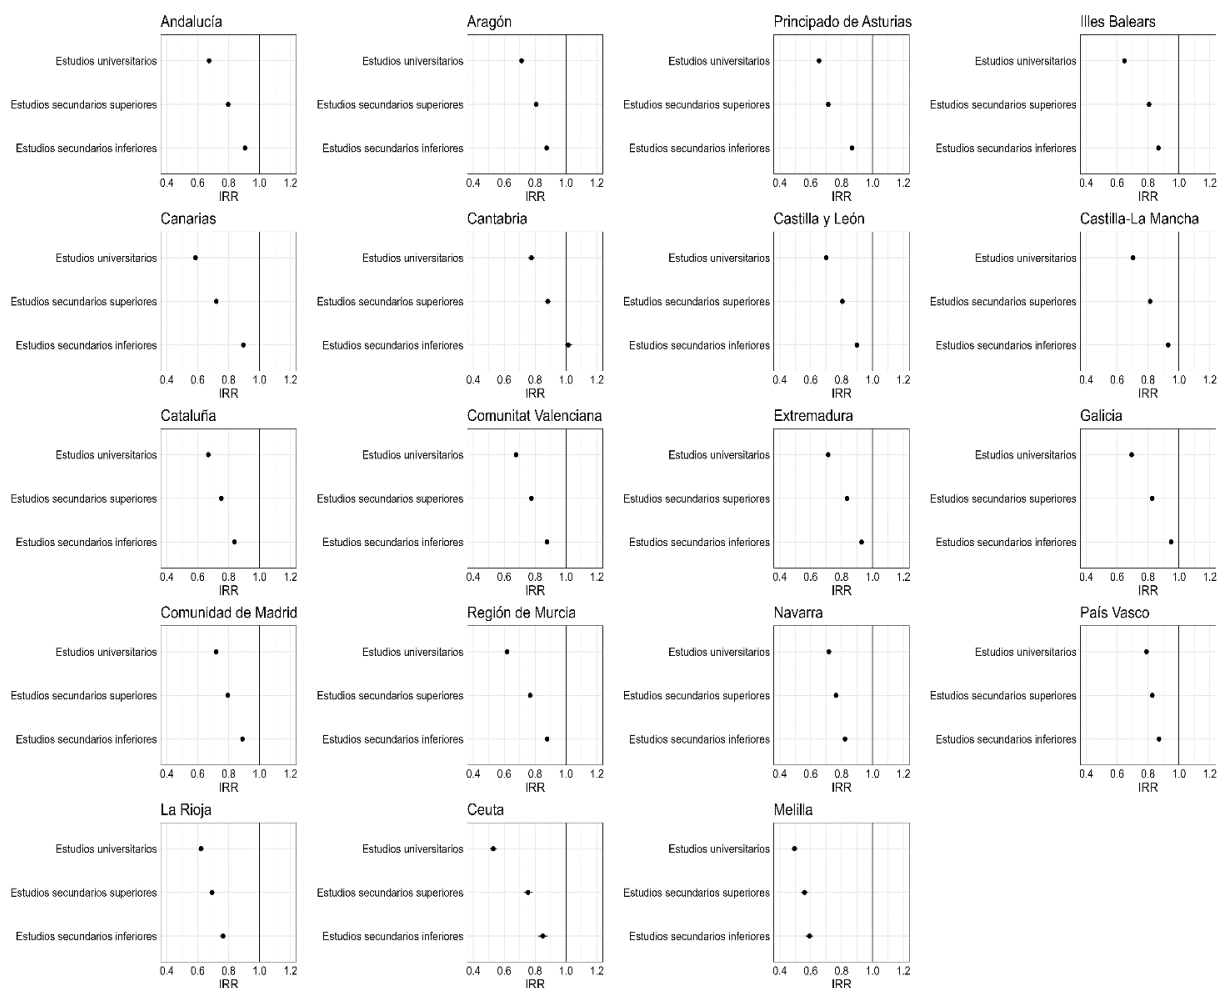 Andalucía
Estudios universitarios
Estudios secundarios superiores
Estudios secundarios inferiores
0.4 0.6 0.8 1.0 1.2
IRR
Aragón
Estudios universitarios
Estudios secundarios superiores
Estudios secundarios inferiores
0.4 0.6 0.8 1.0 1.2
IRR
Principado de Asturias
Estudios universitarios
Estudios secundarios superiores
Estudios secundarios inferiores
0.4 0.6 0.8 1.0 1.2
IRR
Illes Balears
Estudios universitarios
Estudios secundarios superiores
Estudios secundarios inferiores
0.4 0.6 0.8 1.0 1.2
IRR
Canarias
Estudios universitarios
Estudios secundarios superiores
Estudios secundarios inferiores
0.4 0.6 0.8 1.0 1.2
IRR
Cantabria
Estudios universitarios
Estudios secundarios superiores
Estudios secundarios inferiores
0.4 0.6 0.8 1.0 1.2
IRR
Castilla y León
Estudios universitarios
Estudios secundarios superiores
Estudios secundarios inferiores
0.4 0.6 0.8 1.0 1.2
IRR
Castilla-La Mancha
Estudios universitarios
Estudios secundarios superiores
Estudios secundarios inferiores
0.4 0.6 0.8 1.0 1.2
IRR
Cataluña
Estudios universitarios
Estudios secundarios superiores
Estudios secundarios inferiores
0.4 0.6 0.8 1.0 1.2
IRR
Comunitat Valenciana
Estudios universitarios
Estudios secundarios superiores
Estudios secundarios inferiores
0.4 0.6 0.8 1.0 1.2
IRR
Extremadura
Estudios universitarios
Estudios secundarios superiores
Estudios secundarios inferiores
0.4 0.6 0.8 1.0 1.2
IRR
Galicia
Estudios universitarios
Estudios secundarios superiores
Estudios secundarios inferiores
0.4 0.6 0.8 1.0 1.2
IRR
Comunidad de Madrid
Estudios universitarios
Estudios secundarios superiores
Estudios secundarios inferiores
0.4 0.6 0.8 1.0 1.2
IRR
Región de Murcia
Estudios universitarios
Estudios secundarios superiores
Estudios secundarios inferiores
0.4 0.6 0.8 1.0 1.2
IRR
Navarra
Estudios universitarios
Estudios secundarios superiores
Estudios secundarios inferiores
0.4 0.6 0.8 1.0 1.2
IRR
País Vasco
Estudios universitarios
Estudios secundarios superiores
Estudios secundarios inferiores
0.4 0.6 0.8 1.0 1.2
IRR
La Rioja
Estudios universitarios
Estudios secundarios superiores
Estudios secundarios inferiores
0.4 0.6 0.8 1.0 1.2
IRR
Ceuta
Estudios universitarios
Estudios secundarios superiores
Estudios secundarios inferiores
0.4 0.6 0.8 1.0 1.2
IRR
Melilla
Estudios universitarios
Estudios secundarios superiores
Estudios secundarios inferiores
0.4 0.6 0.8 1.0 1.2
IRR